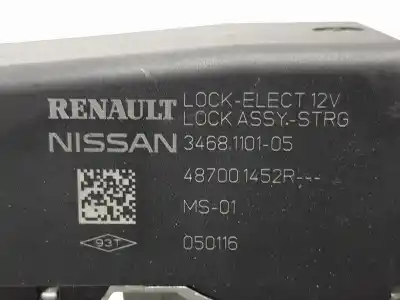 RENAULT LOCK-ELECT 12V
LOCK ASSY.-STRG
NISSAN 3468.1101-05
487001452R---
MS-01
93T 050116